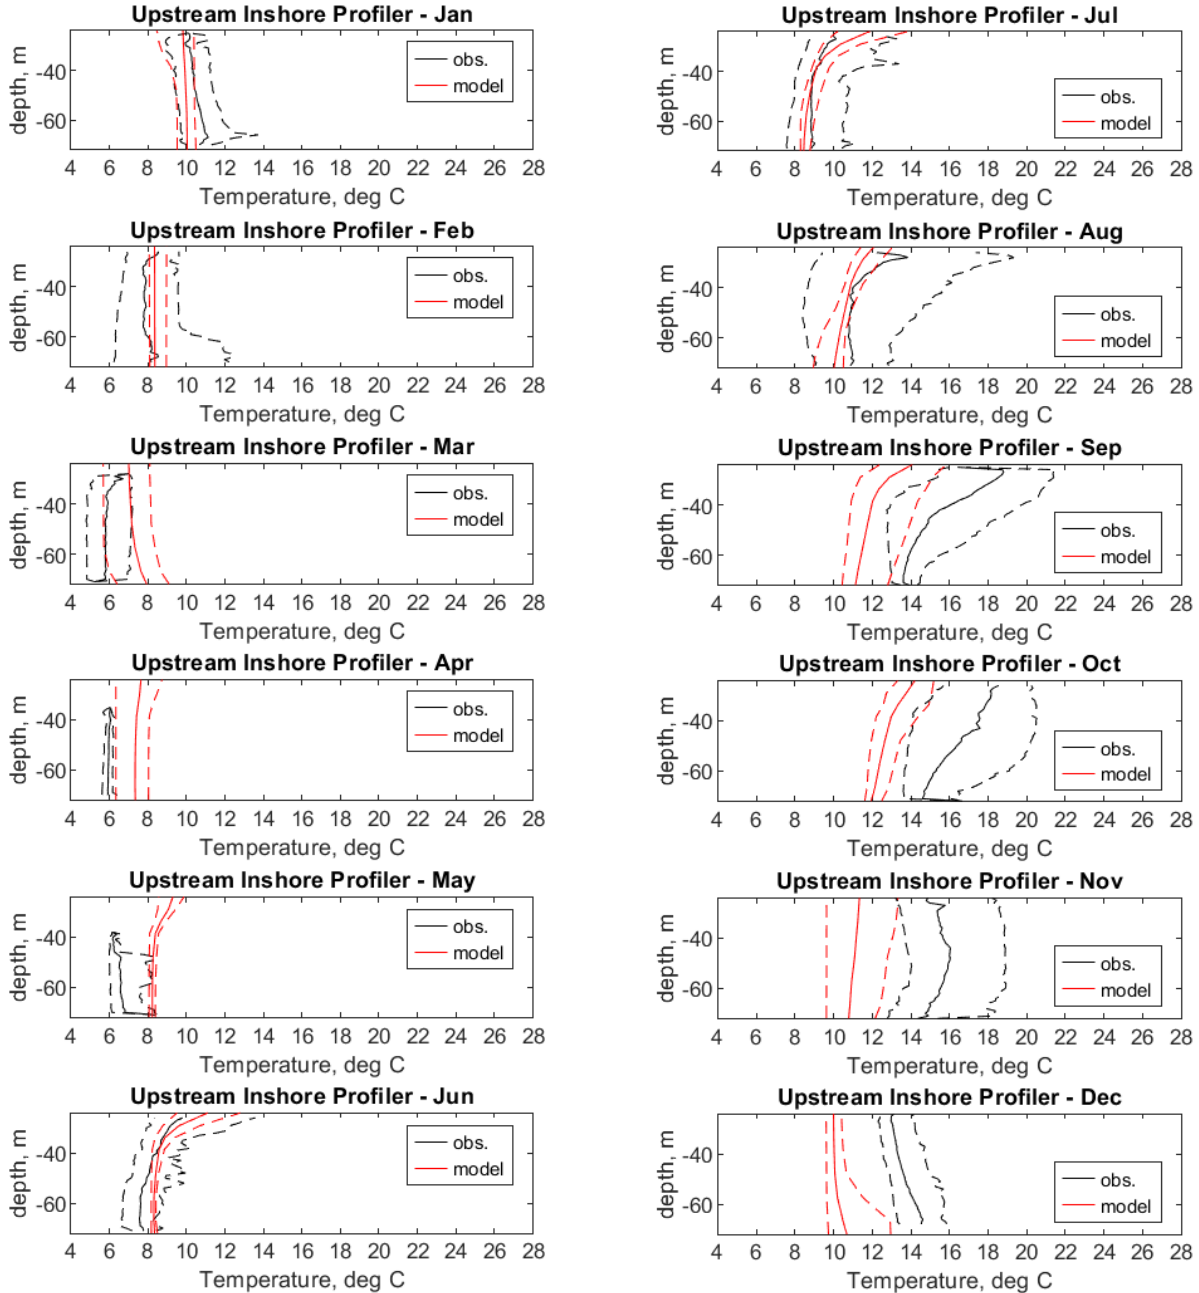 Upstream Inshore Profiler - Jan
depth, m
-40
-60
obs.
model
4 6 8 10 12 14 16 18 20 22 24 26 28
Temperature, deg C
Upstream Inshore Profiler - Jul
depth, m
-40
-60
obs.
model
4 6 8 10 12 14 16 18 20 22 24 26 28
Temperature, deg C
Upstream Inshore Profiler - Feb
depth, m
-40
-60
obs.
model
4 6 8 10 12 14 16 18 20 22 24 26 28
Temperature, deg C
Upstream Inshore Profiler - Aug
depth, m
-40
-60
obs.
model
4 6 8 10 12 14 16 18 20 22 24 26 28
Temperature, deg C
Upstream Inshore Profiler - Mar
depth, m
-40
-60
obs.
model
4 6 8 10 12 14 16 18 20 22 24 26 28
Temperature, deg C
Upstream Inshore Profiler - Sep
depth, m
-40
-60
obs.
model
4 6 8 10 12 14 16 18 20 22 24 26 28
Temperature, deg C
Upstream Inshore Profiler - Apr
depth, m
-40
-60
obs.
model
4 6 8 10 12 14 16 18 20 22 24 26 28
Temperature, deg C
Upstream Inshore Profiler - Oct
depth, m
-40
-60
obs.
model
4 6 8 10 12 14 16 18 20 22 24 26 28
Temperature, deg C
Upstream Inshore Profiler - May
depth, m
-40
-60
obs.
model
4 6 8 10 12 14 16 18 20 22 24 26 28
Temperature, deg C
Upstream Inshore Profiler - Nov
depth, m
-40
-60
obs.
model
4 6 8 10 12 14 16 18 20 22 24 26 28
Temperature, deg C
Upstream Inshore Profiler - Jun
depth, m
-40
-60
obs.
model
4 6 8 10 12 14 16 18 20 22 24 26 28
Temperature, deg C
Upstream Inshore Profiler - Dec
depth, m
-40
-60
obs.
model
4 6 8 10 12 14 16 18 20 22 24 26 28
Temperature, deg C